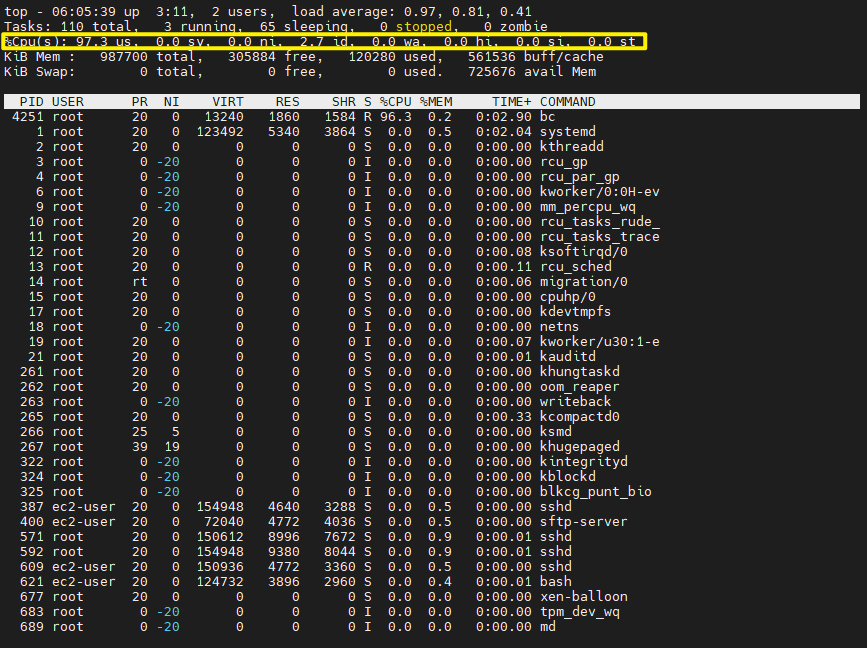 top - 06:05:39 up  3:11,  2 users,  load average: 0.97, 0.81, 0.41
Tasks: 110 total,   3 running,  65 sleeping,   0 stopped,   0 zombie
%Cpu(s): 97.3 us,  0.0 sy,  0.0 ni,  2.7 id,  0.0 wa,  0.0 hi,  0.0 si,  0.0 st
KiB Mem :   987700 total,   305884 free,   120280 used,   561536 buff/cache
KiB Swap:        0 total,        0 free,        0 used.   725676 avail Mem
  PID USER      PR  NI    VIRT    RES    SHR S %CPU %MEM     TIME+ COMMAND
 4251 root      20   0   13240   1860   1584 R 96.3  0.2   0:02.90 bc
    1 root      20   0  123492   5340   3864 S  0.0  0.5   0:02.04 systemd
    2 root      20   0       0      0      0 S  0.0  0.0   0:00.00 kthreadd
    3 root       0 -20       0      0      0 I  0.0  0.0   0:00.00 rcu_gp
    4 root       0 -20       0      0      0 I  0.0  0.0   0:00.00 rcu_par_gp
    6 root       0 -20       0      0      0 I  0.0  0.0   0:00.00 kworker/0:0H-ev
    9 root       0 -20       0      0      0 I  0.0  0.0   0:00.00 mm_percpu_wq
   10 root      20   0       0      0      0 S  0.0  0.0   0:00.00 rcu_tasks_rude_
   11 root      20   0       0      0      0 S  0.0  0.0   0:00.00 rcu_tasks_trace
   12 root      20   0       0      0      0 S  0.0  0.0   0:00.08 ksoftirqd/0
   13 root      20   0       0      0      0 R  0.0  0.0   0:00.11 rcu_sched
   14 root      rt   0       0      0      0 S  0.0  0.0   0:00.06 migration/0
   15 root      20   0       0      0      0 S  0.0  0.0   0:00.00 cpuhp/0
   17 root      20   0       0      0      0 S  0.0  0.0   0:00.00 kdevtmpfs
   18 root       0 -20       0      0      0 I  0.0  0.0   0:00.00 netns
   19 root      20   0       0      0      0 I  0.0  0.0   0:00.07 kworker/u30:1-e
   21 root      20   0       0      0      0 S  0.0  0.0   0:00.01 kauditd
  261 root      20   0       0      0      0 S  0.0  0.0   0:00.00 khungtaskd
  262 root      20   0       0      0      0 S  0.0  0.0   0:00.00 oom_reaper
  263 root       0 -20       0      0      0 I  0.0  0.0   0:00.00 writeback
  265 root      20   0       0      0      0 S  0.0  0.0   0:00.33 kcompactd0
  266 root      25   5       0      0      0 S  0.0  0.0   0:00.00 ksmd
  267 root      39  19       0      0      0 S  0.0  0.0   0:00.00 khugepaged
  322 root       0 -20       0      0      0 I  0.0  0.0   0:00.00 kintegrityd
  324 root       0 -20       0      0      0 I  0.0  0.0   0:00.00 kblockd
  325 root       0 -20       0      0      0 I  0.0  0.0   0:00.00 blkcg_punt_bio
  387 ec2-user  20   0  154948   4640   3288 S  0.0  0.5   0:00.00 sshd
  400 ec2-user  20   0   72040   4772   4036 S  0.0  0.5   0:00.00 sftp-server
  571 root      20   0  150612   8996   7672 S  0.0  0.9   0:00.01 sshd
  592 root      20   0  154948   9380   8044 S  0.0  0.9   0:00.01 sshd
  609 ec2-user  20   0  150936   4772   3360 S  0.0  0.5   0:00.00 sshd
  621 ec2-user  20   0  124732   3896   2960 S  0.0  0.4   0:00.01 bash
  677 root      20   0       0      0      0 S  0.0  0.0   0:00.00 xen-balloon
  683 root       0 -20       0      0      0 I  0.0  0.0   0:00.00 tpm_dev_wq
  689 root       0 -20       0      0      0 I  0.0  0.0   0:00.00 md